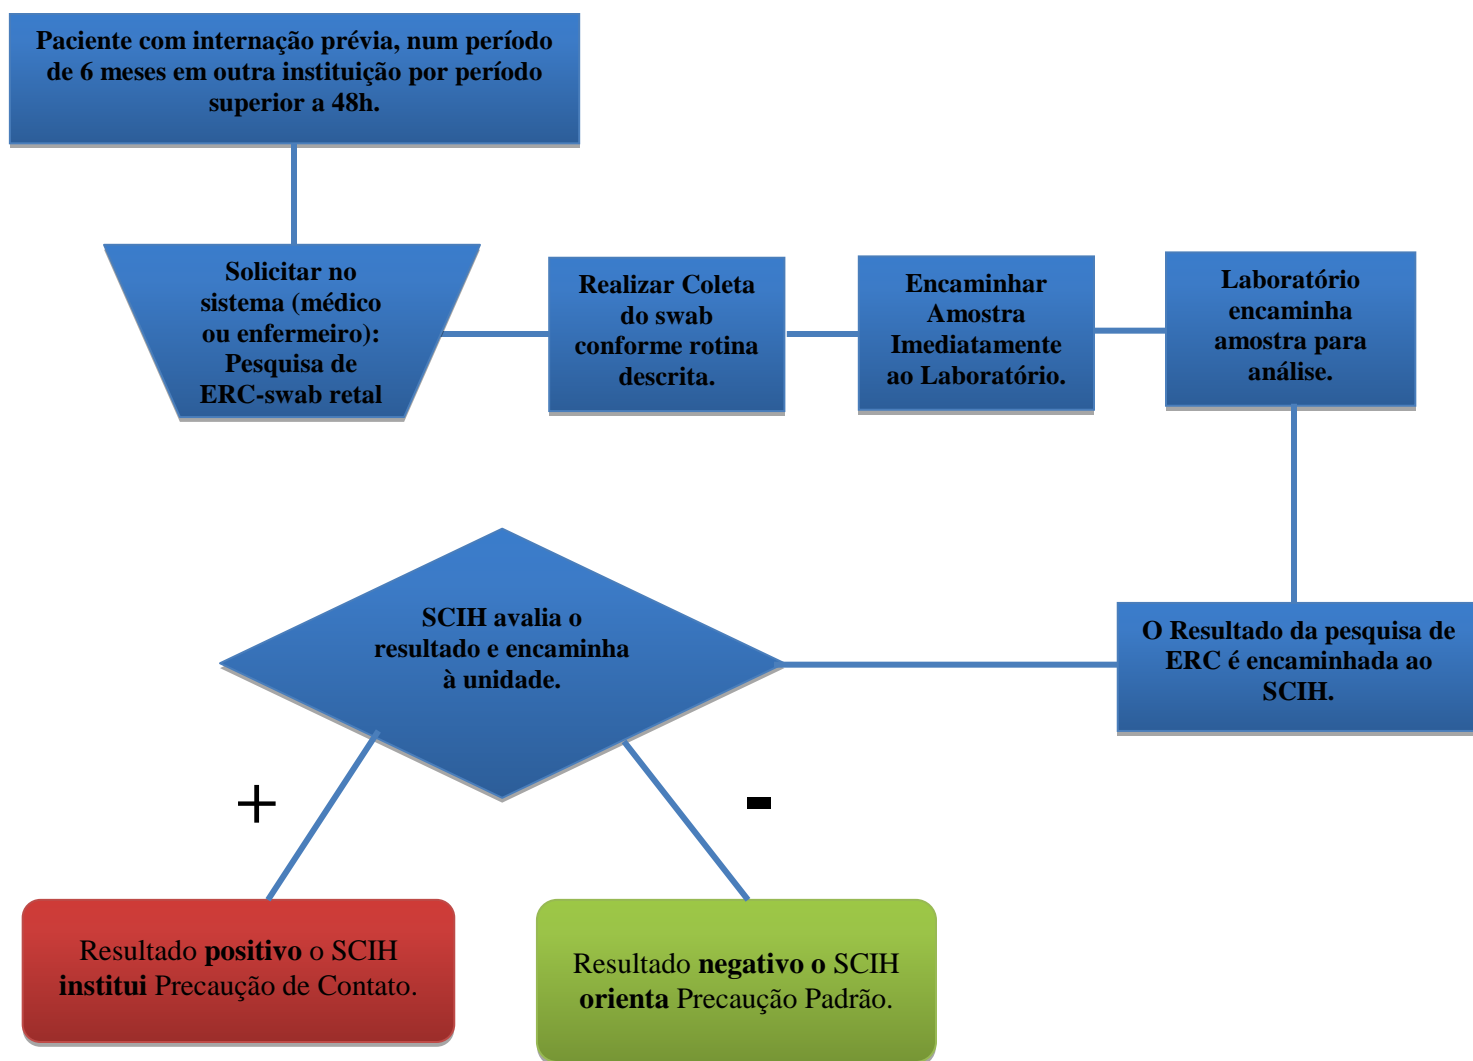 Paciente com internação prévia, num período
de 6 meses em outra instituição por período
superior a 48h.
Solicitar no
sistema (médico
ou enfermeiro):
Pesquisa de
ERC-swab retal
Realizar Coleta
do swab
conforme rotina
descrita.
Encaminhar
Amostra
Imediatamente
ao Laboratório.
Laboratório
encaminha
amostra para
análise.
O Resultado da pesquisa de
ERC é encaminhada ao
SCIH.
SCIH avalia o
resultado e encaminha
à unidade.
+
-
Resultado positivo o SCIH
institui Precaução de Contato.
Resultado negativo o SCIH
orienta Precaução Padrão.